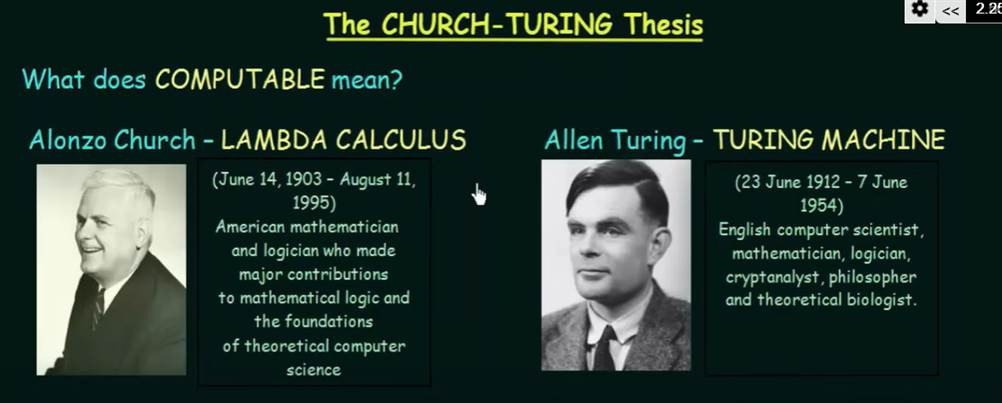 The CHURCH-TURING Thesis
<< 2.25
What does COMPUTABLE mean?
Alonzo Church - LAMBDA CALCULUS
(June 14, 1903 - August 11,
1995)
American mathematician
and logician who made
major contributions
to mathematical logic and
the foundations
of theoretical computer
science
Allen Turing - TURING MACHINE
(23 June 1912 - 7 June
1954)
English computer scientist,
mathematician, logician,
cryptanalyst, philosopher
and theoretical biologist.